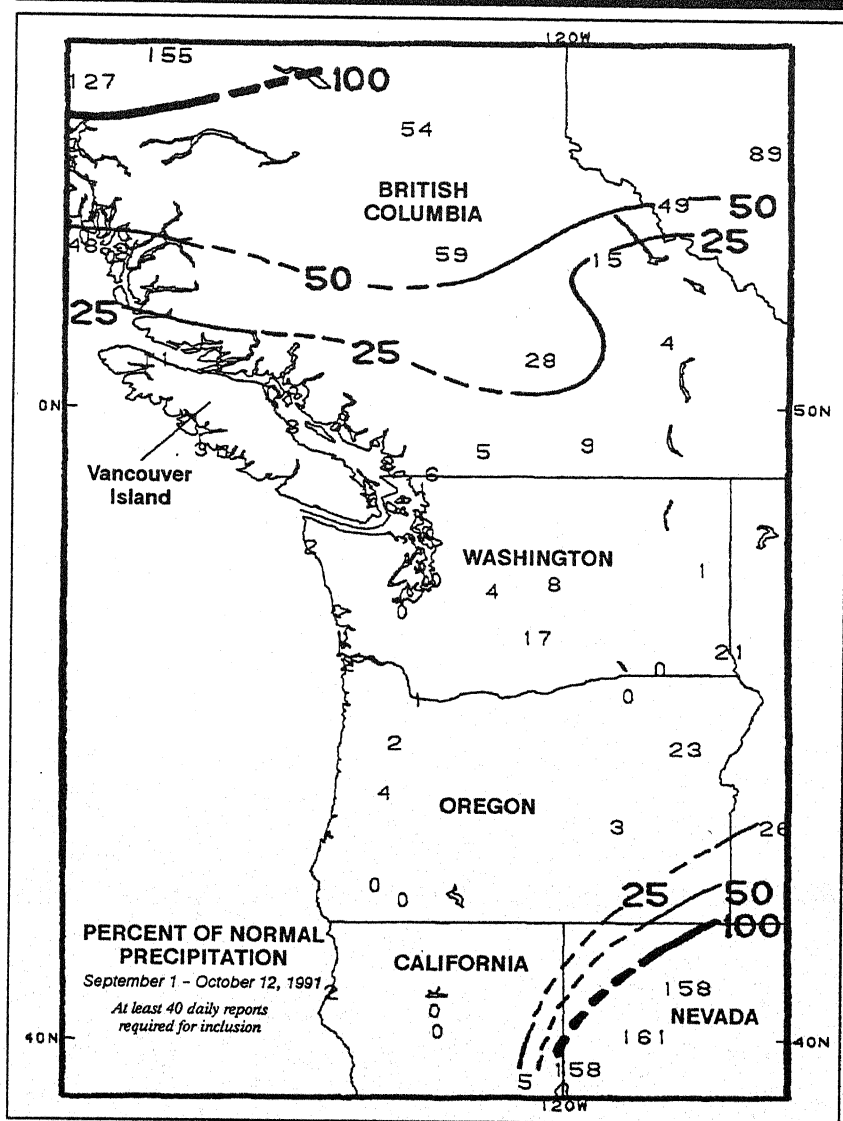 120W
155
127
100
54
89
BRITISH
COLUMBIA
49
50
48
25
59
15
50
25
25
4
28
0N
50N
5
9
Vancouver
Island
6
WASHINGTON
1
4
8
17
21
0
0
2
23
4
OREGON
3
26
0
0
25
50
100
PERCENT OF NORMAL
PRECIPITATION
September 1 - October 12, 1991
At least 40 daily reports
required for inclusion
CALIFORNIA
2
0
0
158
NEVADA
161
40N
40N
5
158
120W